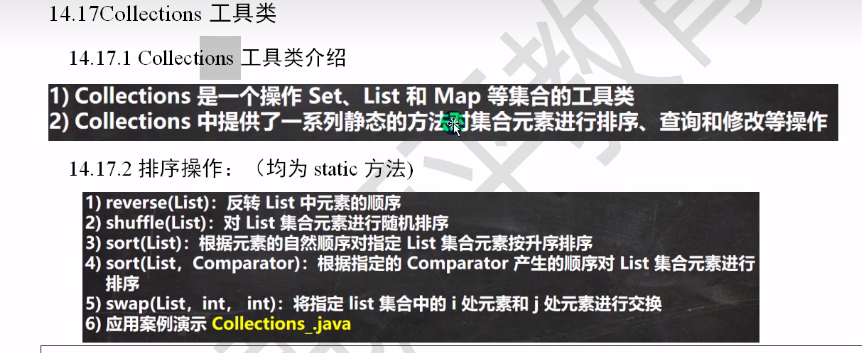 14.17Collections 工具类
14.17.1 Collections 工具类介绍
1) Collections 是一个操作 Set、List 和 Map 等集合的工具类
2) Collections 中提供了一系列静态的方法对集合元素进行排序、查询和修改等操作
14.17.2 排序操作：（均为 static 方法)
1) reverse(List)：反转 List 中元素的顺序
2) shuffle(List)：对 List 集合元素进行随机排序
3) sort(List)：根据元素的自然顺序对指定 List 集合元素按升序排序
4) sort(List，Comparator)：根据指定的 Comparator 产生的顺序对 List 集合元素进行
排序
5) swap(List，int， int)：将指定 list 集合中的 i 处元素和 j 处元素进行交换
6) 应用案例演示 Collections_.java